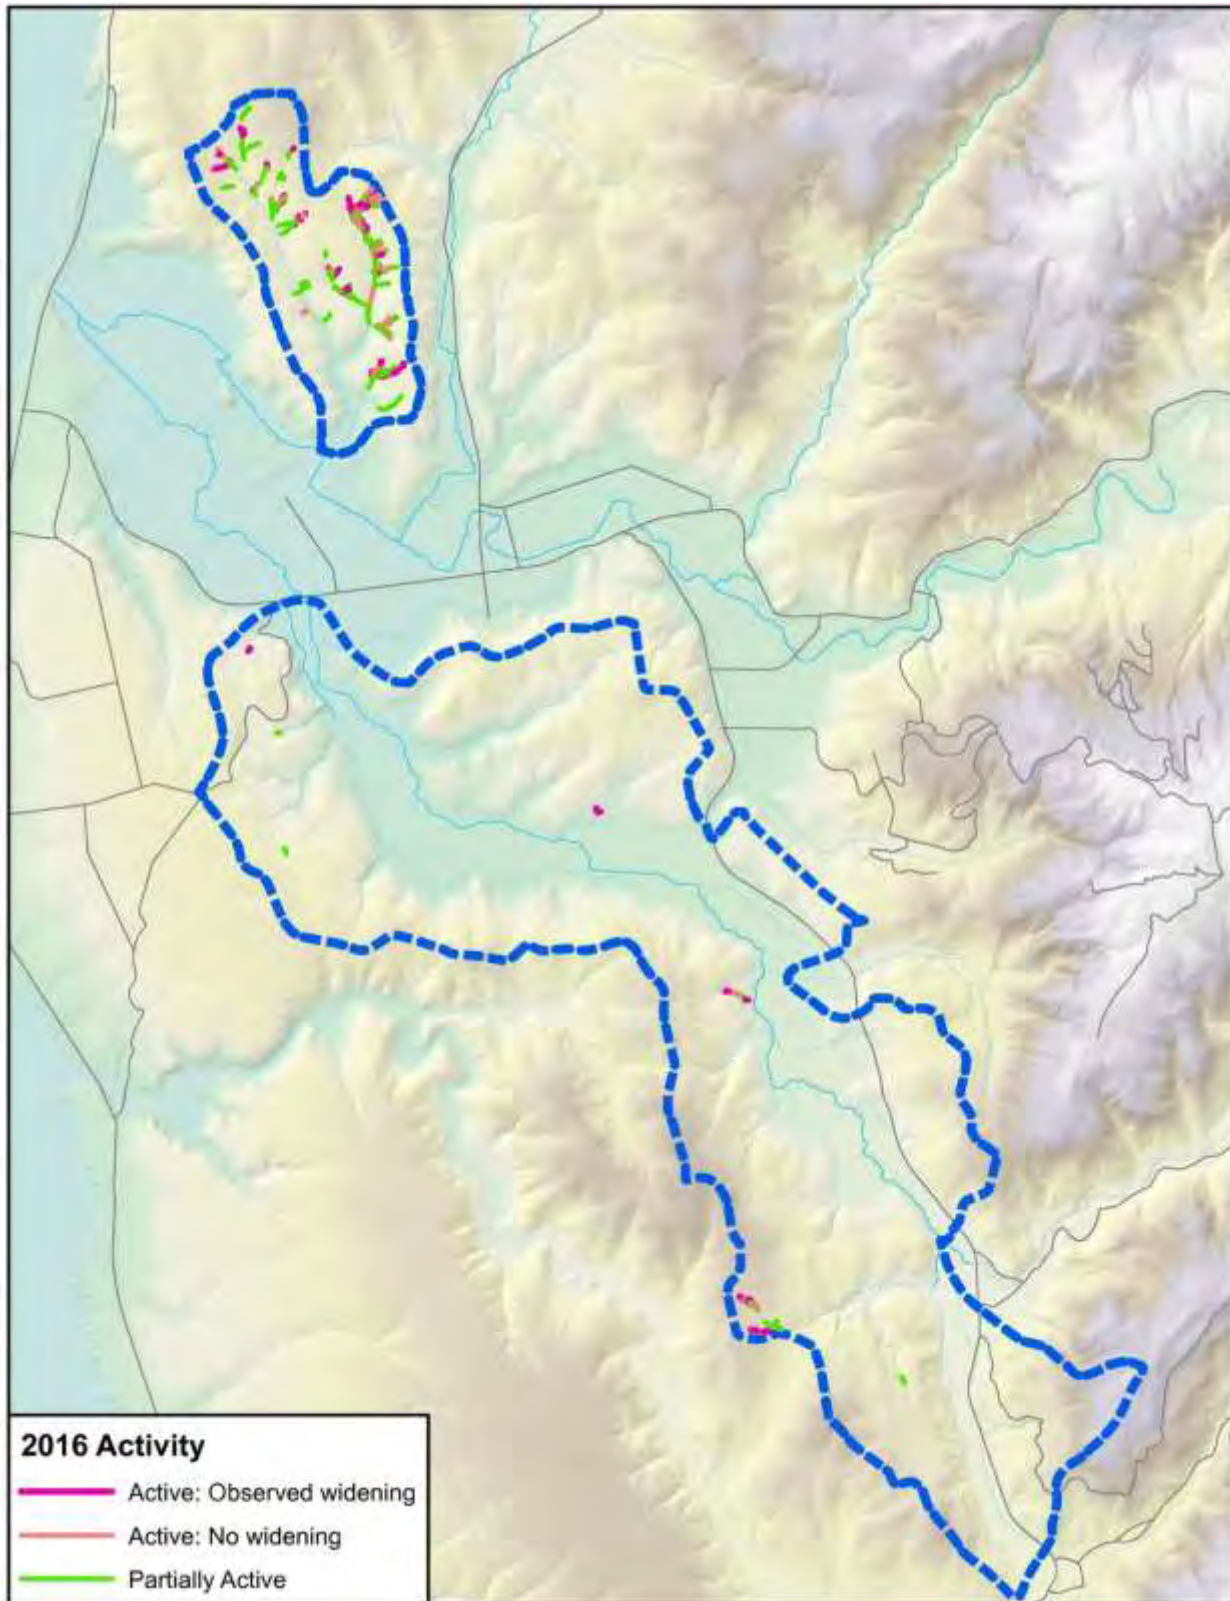 2016 Activity
Active: Observed widening
Active: No widening
Partially Active